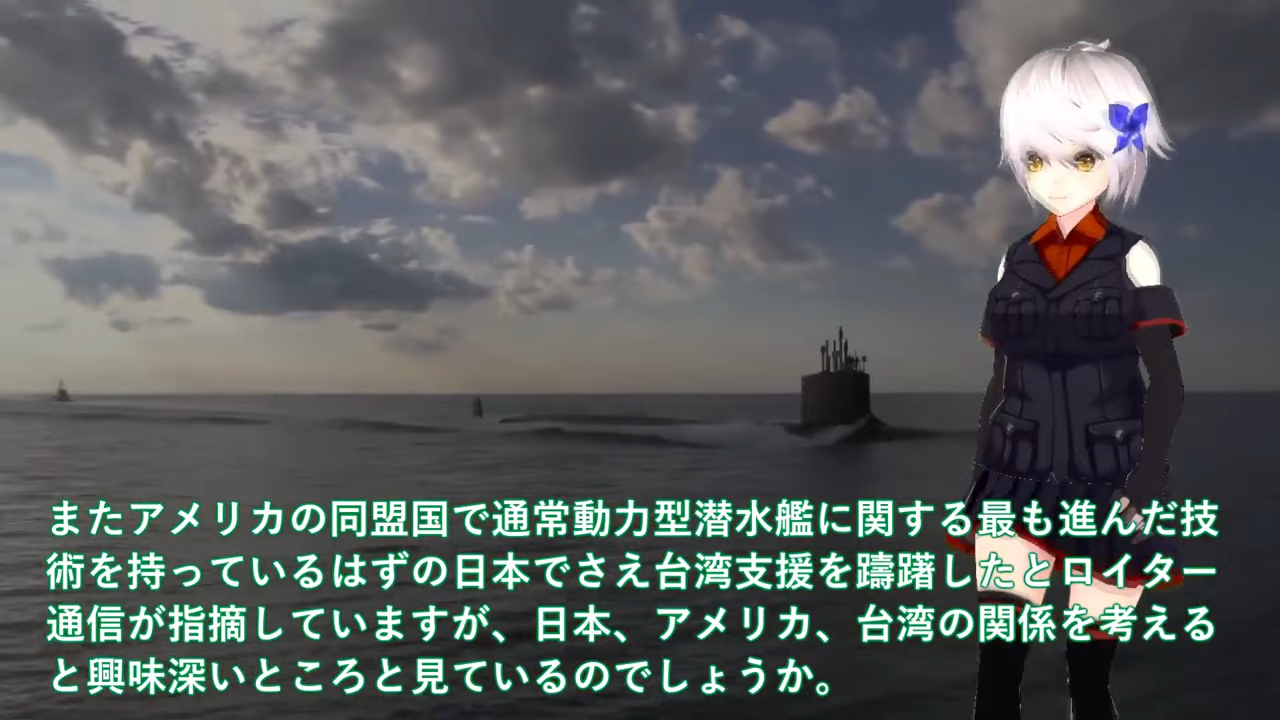 またアメリカの同盟国で通常動力型潜水艦に関する最も進んだ技
術を持っているはずの日本でさえ台湾支援を躊躇したとロイター
通信が指摘していますが、日本、アメリカ、台湾の関係を考える
と興味深いところと見ているのでしょうか。